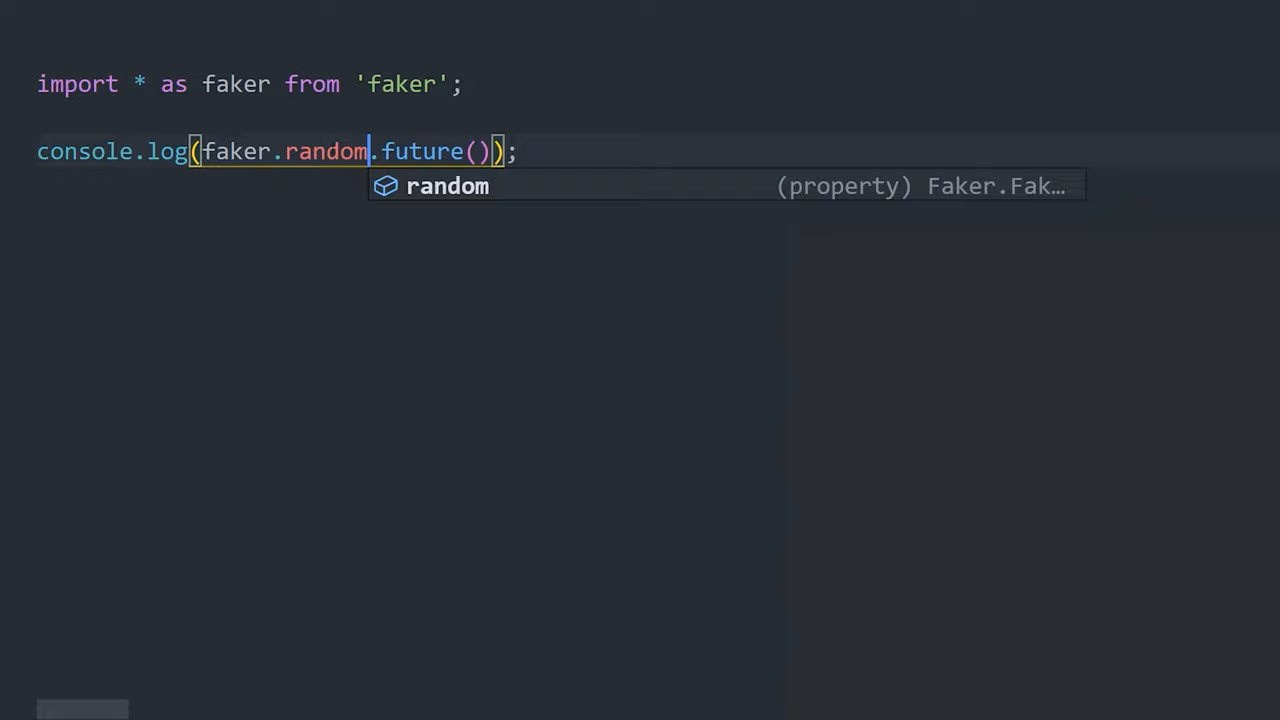 import * as faker from 'faker';
console.log(faker.random.future());
random (property) Faker.Fak…